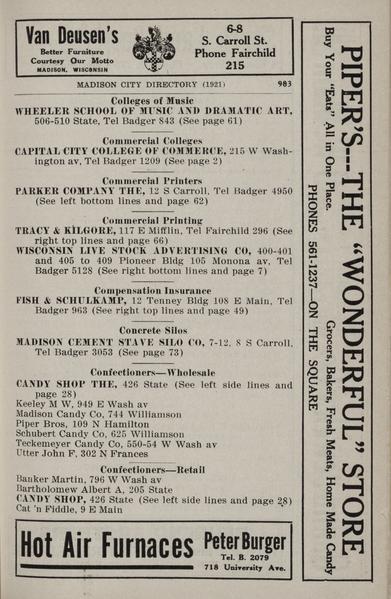 Van Deusen's
Better Furniture
Courtesy Our Motto
MADISON, WISCONSIN
6-8
S. Carroll St.
Phone Fairchild
215
MADISON CITY DIRECTORY (1921) 983
Colleges of Music
WHEELER SCHOOL OF MUSIC AND DRAMATIC ART,
506-510 State, Tel Badger 843 (See page 61)
Commercial Colleges
CAPITAL CITY COLLEGE OF COMMERCE, 215 W Wash-
ington av, Tel Badger 1209 (See page 2)
Commercial Printers
PARKER COMPANY THE, 12 S Carroll, Tel Badger 4950
(See left bottom lines and page 62)
Commercial Printing
TRACY & KILGORE, 117 E Mifflin, Tel Fairchild 296 (See
right top lines and page 66)
WISCONSIN LIVE STOCK ADVERTISING CO, 400-401
and 405 to 409 Pioneer Bldg 105 Monona av, Tel
Badger 5128 (See right bottom lines and page 7)
Compensation Insurance
FISH & SCHULKAMP, 12 Tenney Bldg 108 E Main, Tel
Badger 963 (See right top lines and page 49)
Concrete Silos
MADISON CEMENT STAVE SILO CO, 7-12, 8 S Carroll,
Tel Badger 3053 (See page 73)
Confectioners—Wholesale
CANDY SHOP THE, 426 State (See left side lines and
page 28)
Keeley M W, 949 E Wash av
Madison Candy Co, 744 Williamson
Piper Bros, 109 N Hamilton
Schubert Candy Co, 625 Williamson
Teckemeyer Candy Co, 550-54 W Wash av
Utter John F, 302 N Frances
Confectioners—Retail
Banker Martin, 796 W Wash av
Bartholomew Albert A, 205 State
CANDY SHOP, 426 State (See left side lines and page 28)
Cat 'n Fiddle, 9 E Main
Hot Air Furnaces
Peter Burger
Tel. B. 2079
718 University Ave.
PIPER'S---THE "WONDERFUL" STORE
Buy Your "Eats" All in One Place. Grocers, Bakers, Fresh Meats, Home Made Candy
PHONES 561-1237—ON THE SQUARE